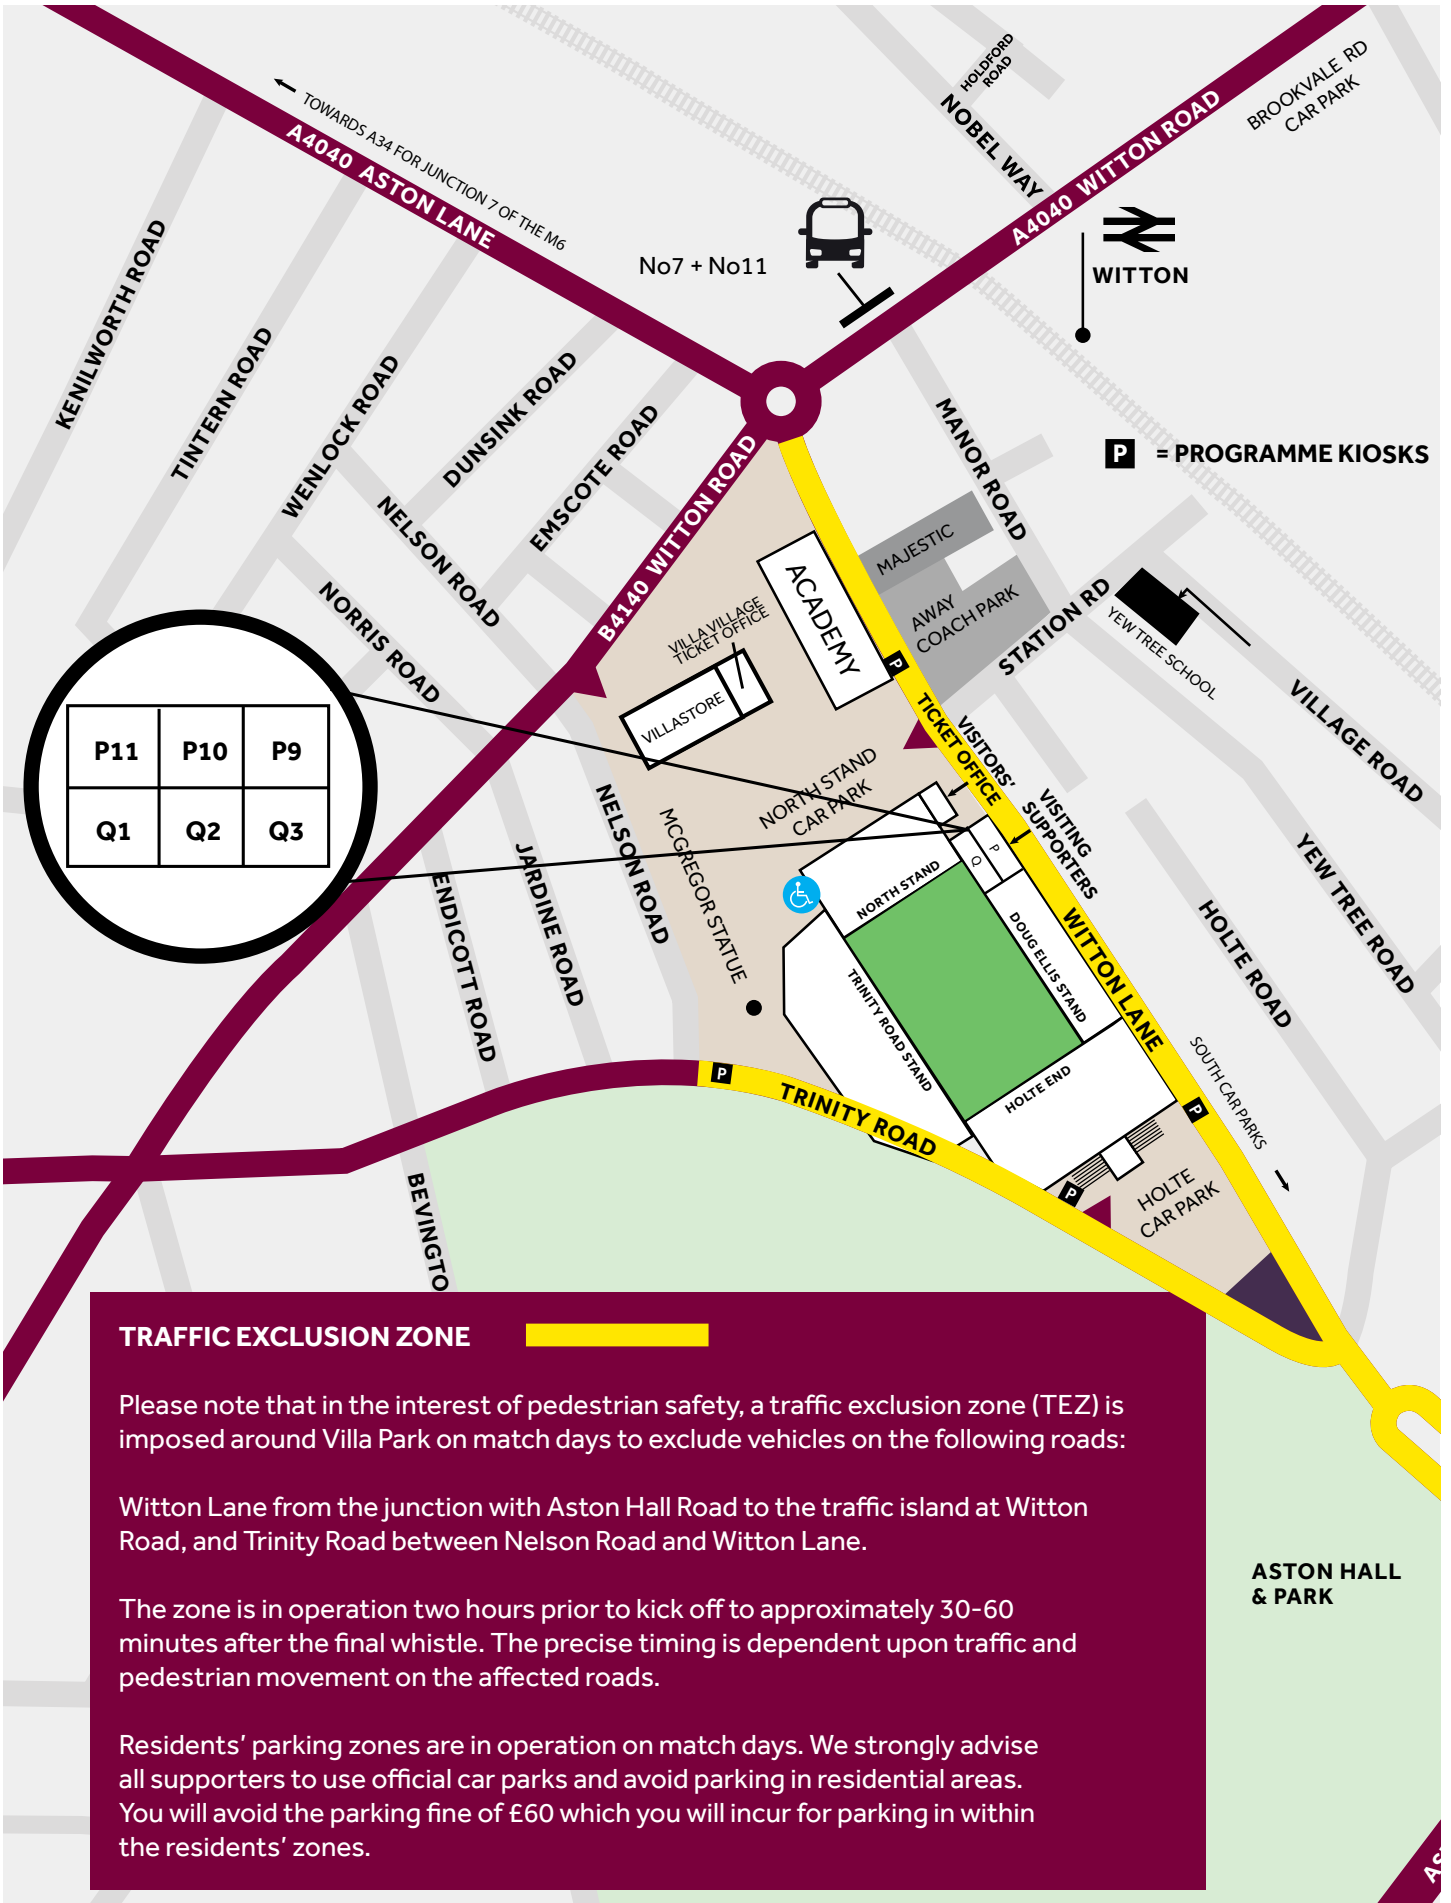 HOLDFORD
ROAD
NOBEL WAY
A4040 WITTON ROAD
BROOKVALE RD
CAR PARK
TOWARDS A34 FOR JUNCTION 7 OF THE M6
A4040 ASTON LANE
No7 + No11
WITTON
KENILWORTH ROAD
TINTERN ROAD
WENLOCK ROAD
DUNSINK ROAD
EMSCOTE ROAD
NELSON ROAD
NORRIS ROAD
B4140 WITTON ROAD
MANOR ROAD
P = PROGRAMME KIOSKS
MAJESTIC
AWAY
COACH PARK
STATION RD
YEW TREE SCHOOL
VILLAGE ROAD
ACADEMY
VILLA VILLAGE
TICKET OFFICE
VILLASTORE
P
VISITORS'
TICKET OFFICE
VISITING
SUPPORTERS
NORTH STAND
CAR PARK
P11 P10 P9
Q1 Q2 Q3
NELSON ROAD
MCGREGOR STATUE
JARDINE ROAD
ENDICOTT ROAD
NORTH STAND
P
Q
DOUG ELLIS STAND
TRINITY ROAD STAND
HOLTE END
WITTON LANE
HOLTE ROAD
YEW TREE ROAD
SOUTH CAR PARKS
P
TRINITY ROAD
P
P
HOLTE
CAR PARK
BEVINGTO
TRAFFIC EXCLUSION ZONE
Please note that in the interest of pedestrian safety, a traffic exclusion zone (TEZ) is
imposed around Villa Park on match days to exclude vehicles on the following roads:
Witton Lane from the junction with Aston Hall Road to the traffic island at Witton
Road, and Trinity Road between Nelson Road and Witton Lane.
The zone is in operation two hours prior to kick off to approximately 30-60
minutes after the final whistle. The precise timing is dependent upon traffic and
pedestrian movement on the affected roads.
Residents' parking zones are in operation on match days. We strongly advise
all supporters to use official car parks and avoid parking in residential areas.
You will avoid the parking fine of £60 which you will incur for parking in within
the residents' zones.
ASTON HALL
& PARK